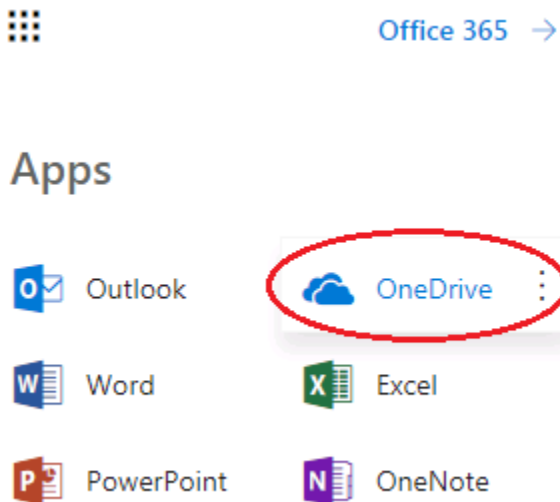 Office 365 →
Apps
Outlook OneDrive
Word Excel
PowerPoint OneNote